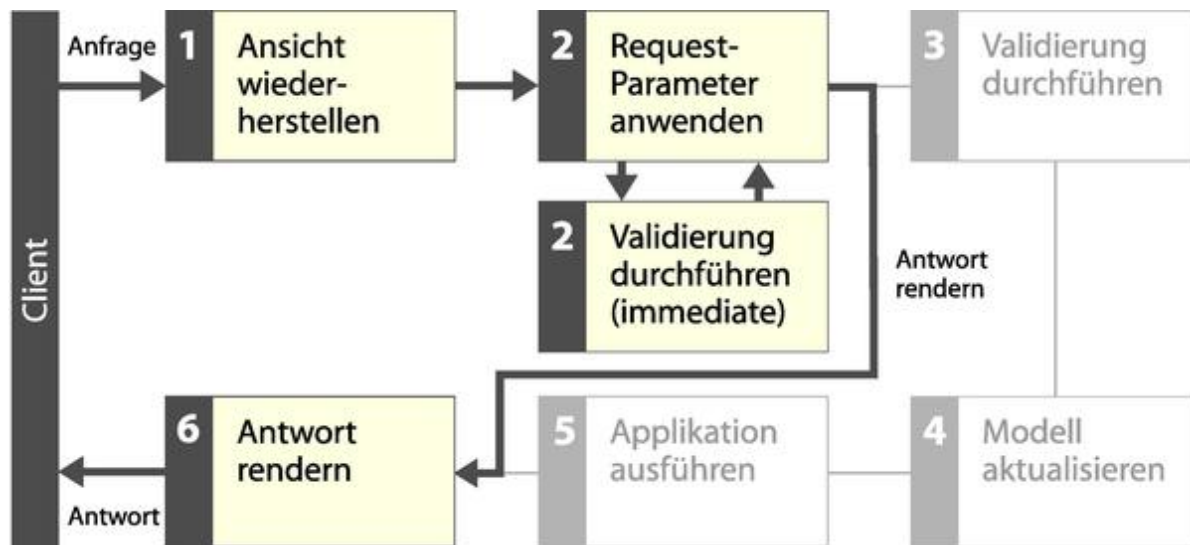 Client
Anfrage
1
Ansicht
wieder-
herstellen
2
Request-
Parameter
anwenden
3
Validierung
durchführen
2
Validierung
durchführen
(immediate)
Antwort
rendern
6
Antwort
rendern
5
Applikation
ausführen
4
Modell
aktualisieren
Antwort